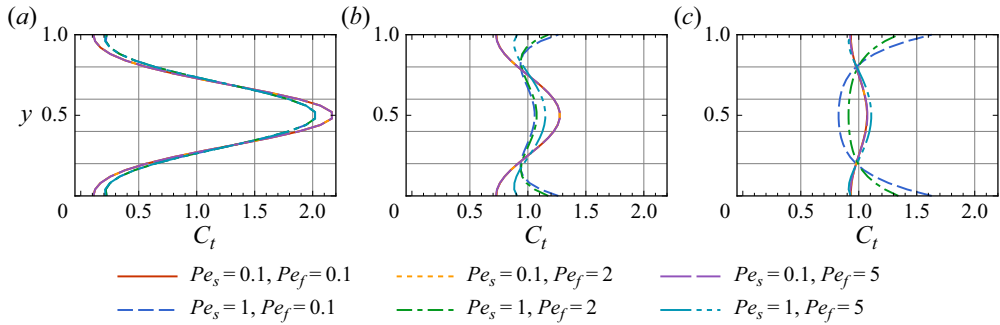 (a) (b) (c)
1.0 1.0 1.0
y 0.5 0.5 0.5
0 0.5 1.0 1.5 2.0 0 0.5 1.0 1.5 2.0 0 0.5 1.0 1.5 2.0
C_t C_t C_t
Pe_s = 0.1, Pe_f = 0.1 Pe_s = 0.1, Pe_f = 2 Pe_s = 0.1, Pe_f = 5
Pe_s = 1, Pe_f = 0.1 Pe_s = 1, Pe_f = 2 Pe_s = 1, Pe_f = 5